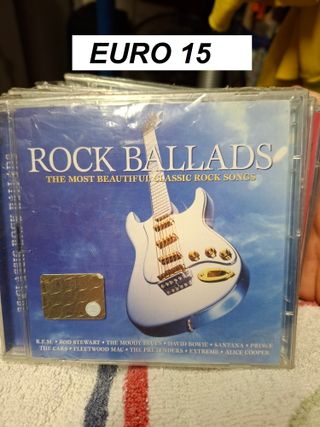 EURO 15
ROCK BALLADS
THE MOST BEAUTIFUL CLASSIC ROCK SONGS
R.E.M. • ROD STEWART • THE MOODY BLUES • DAVID BOWIE • SANTANA • PRINCE
THE CARS • FLEETWOOD MAC • THE PRETENDERS • EXTREME • ALICE COOPER